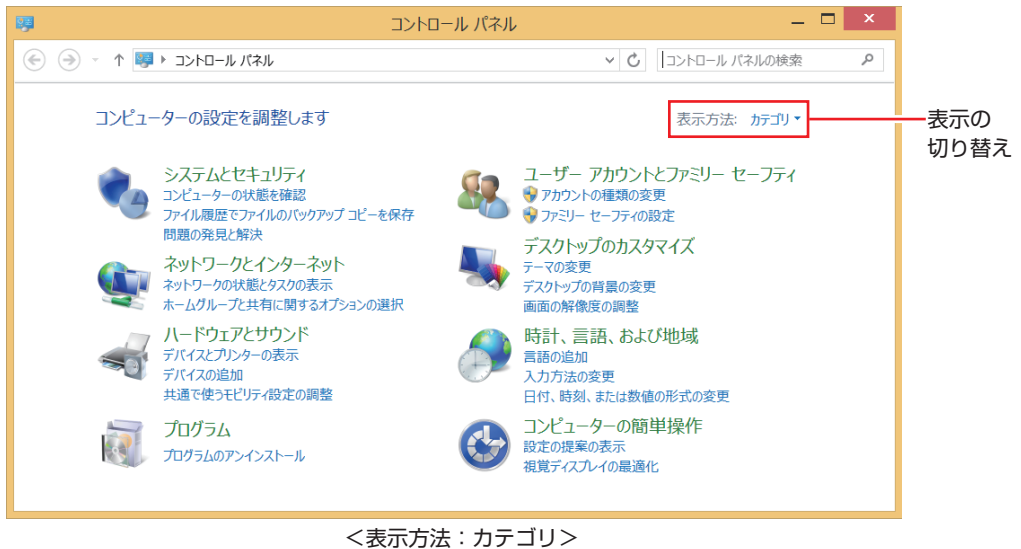 コントロール パネル
コントロール パネル
コントロール パネルの検索
コンピューターの設定を調整します
表示方法: カテゴリ
表示の
切り替え
システムとセキュリティ
コンピューターの状態を確認
ファイル履歴でファイルのバックアップ コピーを保存
問題の発見と解決
ネットワークとインターネット
ネットワークの状態とタスクの表示
ホームグループと共有に関するオプションの選択
ハードウェアとサウンド
デバイスとプリンターの表示
デバイスの追加
共通で使うモビリティ設定の調整
プログラム
プログラムのアンインストール
ユーザー アカウントとファミリー セーフティ
アカウントの種類の変更
ファミリー セーフティの設定
デスクトップのカスタマイズ
テーマの変更
デスクトップの背景の変更
画面の解像度の調整
時計、言語、および地域
言語の追加
入力方法の変更
日付、時刻、または数値の形式の変更
コンピューターの簡単操作
設定の提案の表示
視覚ディスプレイの最適化
＜表示方法：カテゴリ＞